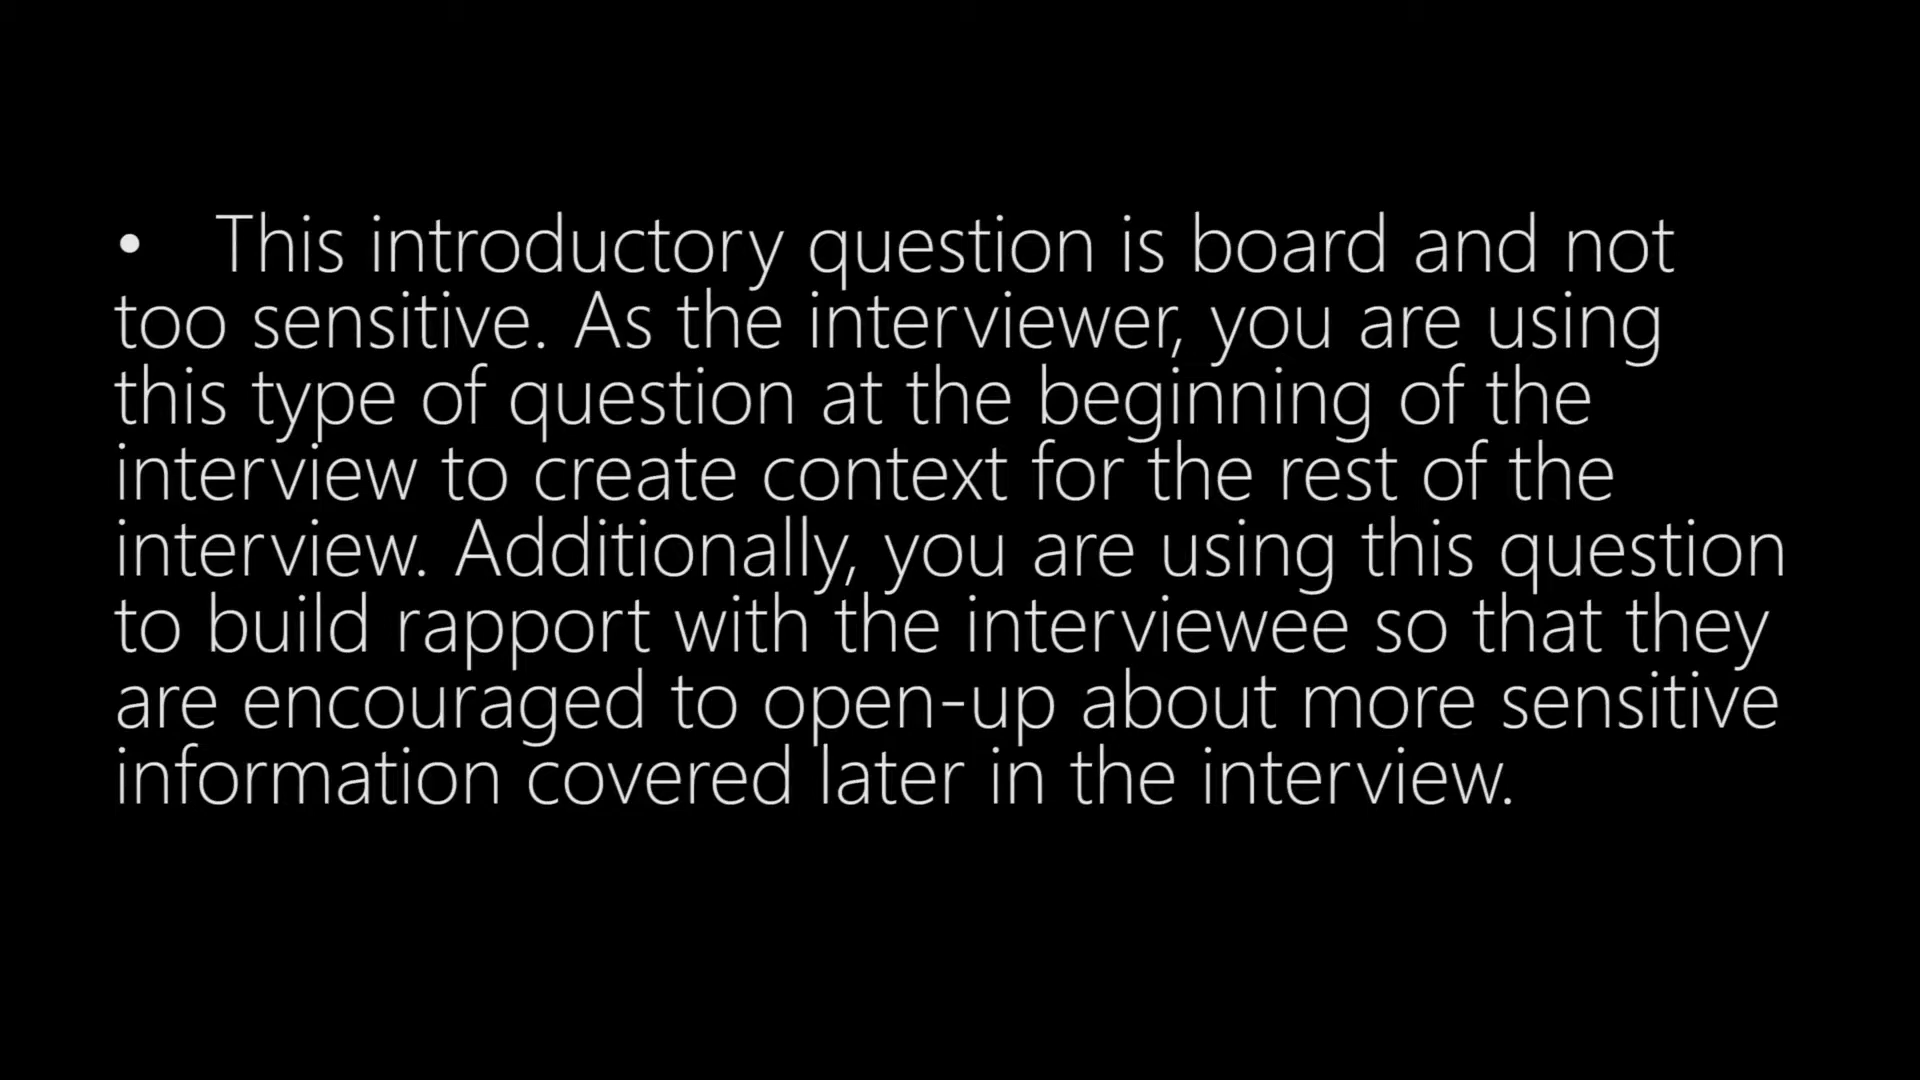 • This introductory question is board and not
too sensitive. As the interviewer, you are using
this type of question at the beginning of the
interview to create context for the rest of the
interview. Additionally, you are using this question
to build rapport with the interviewee so that they
are encouraged to open-up about more sensitive
information covered later in the interview.